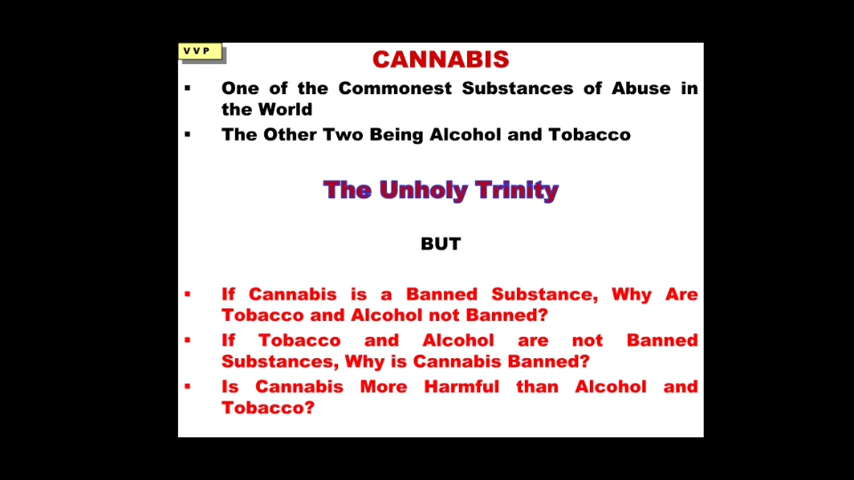 VVP
CANNABIS
▪ One of the Commonest Substances of Abuse in
the World
▪ The Other Two Being Alcohol and Tobacco
The Unholy Trinity
BUT
▪ If Cannabis is a Banned Substance, Why Are
Tobacco and Alcohol not Banned?
▪ If Tobacco and Alcohol are not Banned
Substances, Why is Cannabis Banned?
▪ Is Cannabis More Harmful than Alcohol and
Tobacco?